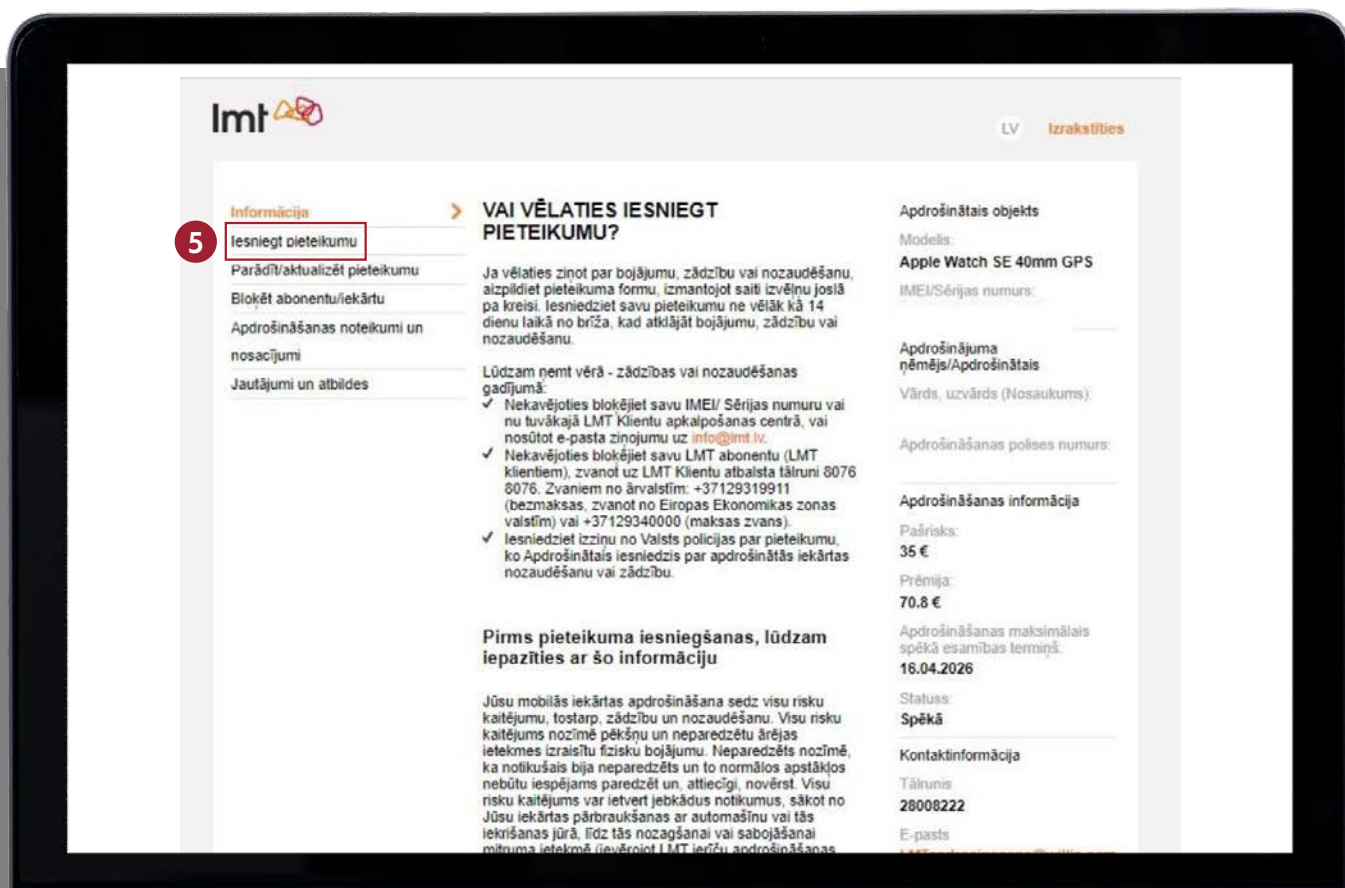 lmt
LV Izrakstīties
Informācija
5
Iesniegt pieteikumu
Parādīt/aktualizēt pieteikumu
Bloķēt abonentu/iekārtu
Apdrošināšanas noteikumi un
nosacījumi
Jautājumi un atbildes
VAI VĒLATIES IESNIEGT
PIETEIKUMU?
Ja vēlaties ziņot par bojājumu, zādzību vai nozaudēšanu,
aizpildiet pieteikuma formu, izmantojot saiti izvēlņu joslā
pa kreisi. Iesniedziet savu pieteikumu ne vēlāk kā 14
dienu laikā no brīža, kad atklājāt bojājumu, zādzību vai
nozaudēšanu.
Lūdzam ņemt vērā - zādzības vai nozaudēšanas
gadījumā:
✓ Nekavējoties bloķējiet savu IMEI/ Sērijas numuru vai
nu tuvākajā LMT Klientu apkalpošanas centrā, vai
nosūtot e-pasta ziņojumu uz info@lmt.lv.
✓ Nekavējoties bloķējiet savu LMT abonentu (LMT
klientiem), zvanot uz LMT Klientu atbalsta tālruni 8076
8076. Zvaniem no ārvalstīm: +37129319911
(bezmaksas, zvanot no Eiropas Ekonomikas zonas
valstīm) vai +37129340000 (maksas zvans).
✓ Iesniedziet izziņu no Valsts policijas par pieteikumu,
ko Apdrošinātais iesniedzis par apdrošinātās iekārtas
nozaudēšanu vai zādzību.
Pirms pieteikuma iesniegšanas, lūdzam
iepazīties ar šo informāciju
Jūsu mobilās iekārtas apdrošināšana sedz visu risku
kaitējumu, tostarp, zādzību un nozaudēšanu. Visu risku
kaitējums nozīmē pēkšņu un neparedzētu ārējas
ietekmes izraisītu fizisku bojājumu. Neparedzēts nozīmē,
ka notikušais bija neparedzēts un to normālos apstākļos
nebūtu iespējams paredzēt un, attiecīgi, novērst. Visu
risku kaitējums var ietvert jebkādus notikumus, sākot no
Jūsu iekārtas pārbraukšanas ar automašīnu vai tās
iekrišanas jūrā, līdz tās nozagšanai vai sabojāšanai
mitruma ietekmē (ievērojot LMT ierīču apdrošināšanas
Apdrošinātais objekts
Modelis:
Apple Watch SE 40mm GPS
IMEI/Sērijas numurs:
Apdrošinājuma
ņēmējs/Apdrošinātais
Vārds, uzvārds (Nosaukums):
Apdrošināšanas polises numurs:
Apdrošināšanas informācija
Pašrisks:
35 €
Prēmija:
70.8 €
Apdrošināšanas maksimālais
spēkā esamības termiņš:
16.04.2026
Statuss:
Spēkā
Kontaktinformācija
Tālrunis
28008222
E-pasts